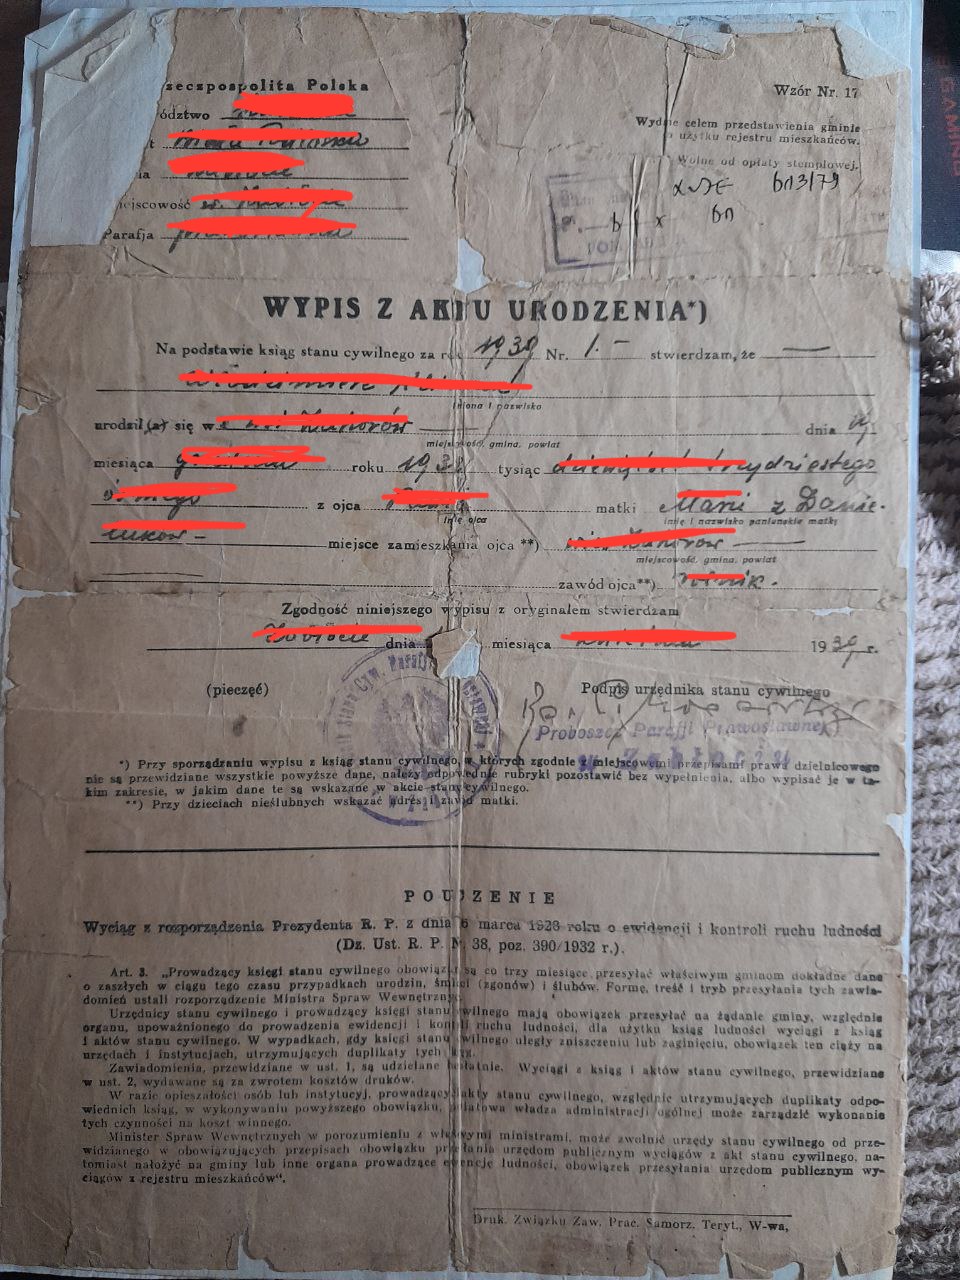 Rzeczpospolita Polska
Wzór Nr. 17
ództwo
Wydane celem przedstawienia gminie
do użytku rejestru mieszkańców.
Wolne od opłaty stemplowej.
6n3/79
6n
miejscowość
Parafja
WYPIS Z AKTU URODZENIA*)
Na podstawie ksiąg stanu cywilnego za rok 1939 Nr. 1.- stwierdzam, że
imiona i nazwisko
urodził(a) się w dnia
miejscowość, gmina, powiat
miesiąca roku 1938 tysiąc trzydziestego
z ojca matki Marii z Danie-
imię ojca imię i nazwisko panieńskie matki
miejsce zamieszkania ojca **)
miejscowość, gmina, powiat
zawód ojca**)
Zgodność niniejszego wypisu z oryginałem stwierdzam
dnia miesiąca 1939 r.
(pieczęć) Podpis urzędnika stanu cywilnego
Proboszcz Parafji Prawosławnej
*) Przy sporządzaniu wypisu z ksiąg stanu cywilnego, w których zgodnie z miejscowemi przepisami prawa dzielnicowego
nie są przewidziane wszystkie powyższe dane, należy odpowiednie rubryki pozostawić bez wypełnienia, albo wypisać je w ta-
kim zakresie, w jakim dane te są wskazane w akcie stanu cywilnego.
**) Przy dzieciach nieślubnych wskazać adres i zawód matki.
POUCZENIE
Wyciąg z rozporządzenia Prezydenta R. P. z dnia 6 marca 1928 roku o ewidencji i kontroli ruchu ludności
(Dz. Ust. R. P. N. 38, poz. 390/1932 r.).
Art. 3. „Prowadzący księgi stanu cywilnego obowiązani są co trzy miesiące przesyłać właściwym gminom dokładne dane
o zaszłych w ciągu tego czasu przypadkach urodzin, śmierci (zgonów) i ślubów. Formę, treść i tryb przesyłania tych zawia-
domień ustali rozporządzenie Ministra Spraw Wewnętrznych.
Urzędnicy stanu cywilnego i prowadzący księgi stanu cywilnego mają obowiązek przesyłać na żądanie gminy, względnie
organu, upoważnionego do prowadzenia ewidencji i kontroli ruchu ludności, dla użytku ksiąg ludności wyciągi z ksiąg
i aktów stanu cywilnego. W wypadkach, gdy księgi stanu cywilnego uległy zniszczeniu lub zaginięciu, obowiązek ten ciąży na
urzędach i instytucjach, utrzymujących duplikaty tych ksiąg.
Zawiadomienia, przewidziane w ust. 1, są udzielane bezpłatnie. Wyciągi z ksiąg i aktów stanu cywilnego, przewidziane
w ust. 2, wydawane są za zwrotem kosztów druków.
W razie opieszałości osób lub instytucyj, prowadzących akty stanu cywilnego, względnie utrzymujących duplikaty odpo-
wiednich ksiąg, w wykonywaniu powyższego obowiązku, powiatowa władza administracji ogólnej może zarządzić wykonanie
tych czynności na koszt winnego.
Minister Spraw Wewnętrznych w porozumieniu z właściwymi ministrami, może zwolnić urzędy stanu cywilnego od prze-
widzianego w obowiązujących przepisach obowiązku przesłania urzędom publicznym wyciągów z akt stanu cywilnego, na-
tomiast nałożyć na gminy lub inne organa prowadzące ewidencję ludności, obowiązek przesyłania urzędom publicznym wy-
ciągów z rejestru mieszkańców“.
Druk. Związku Zaw. Prac. Samorz. Teryt., W-wa,
GAMING